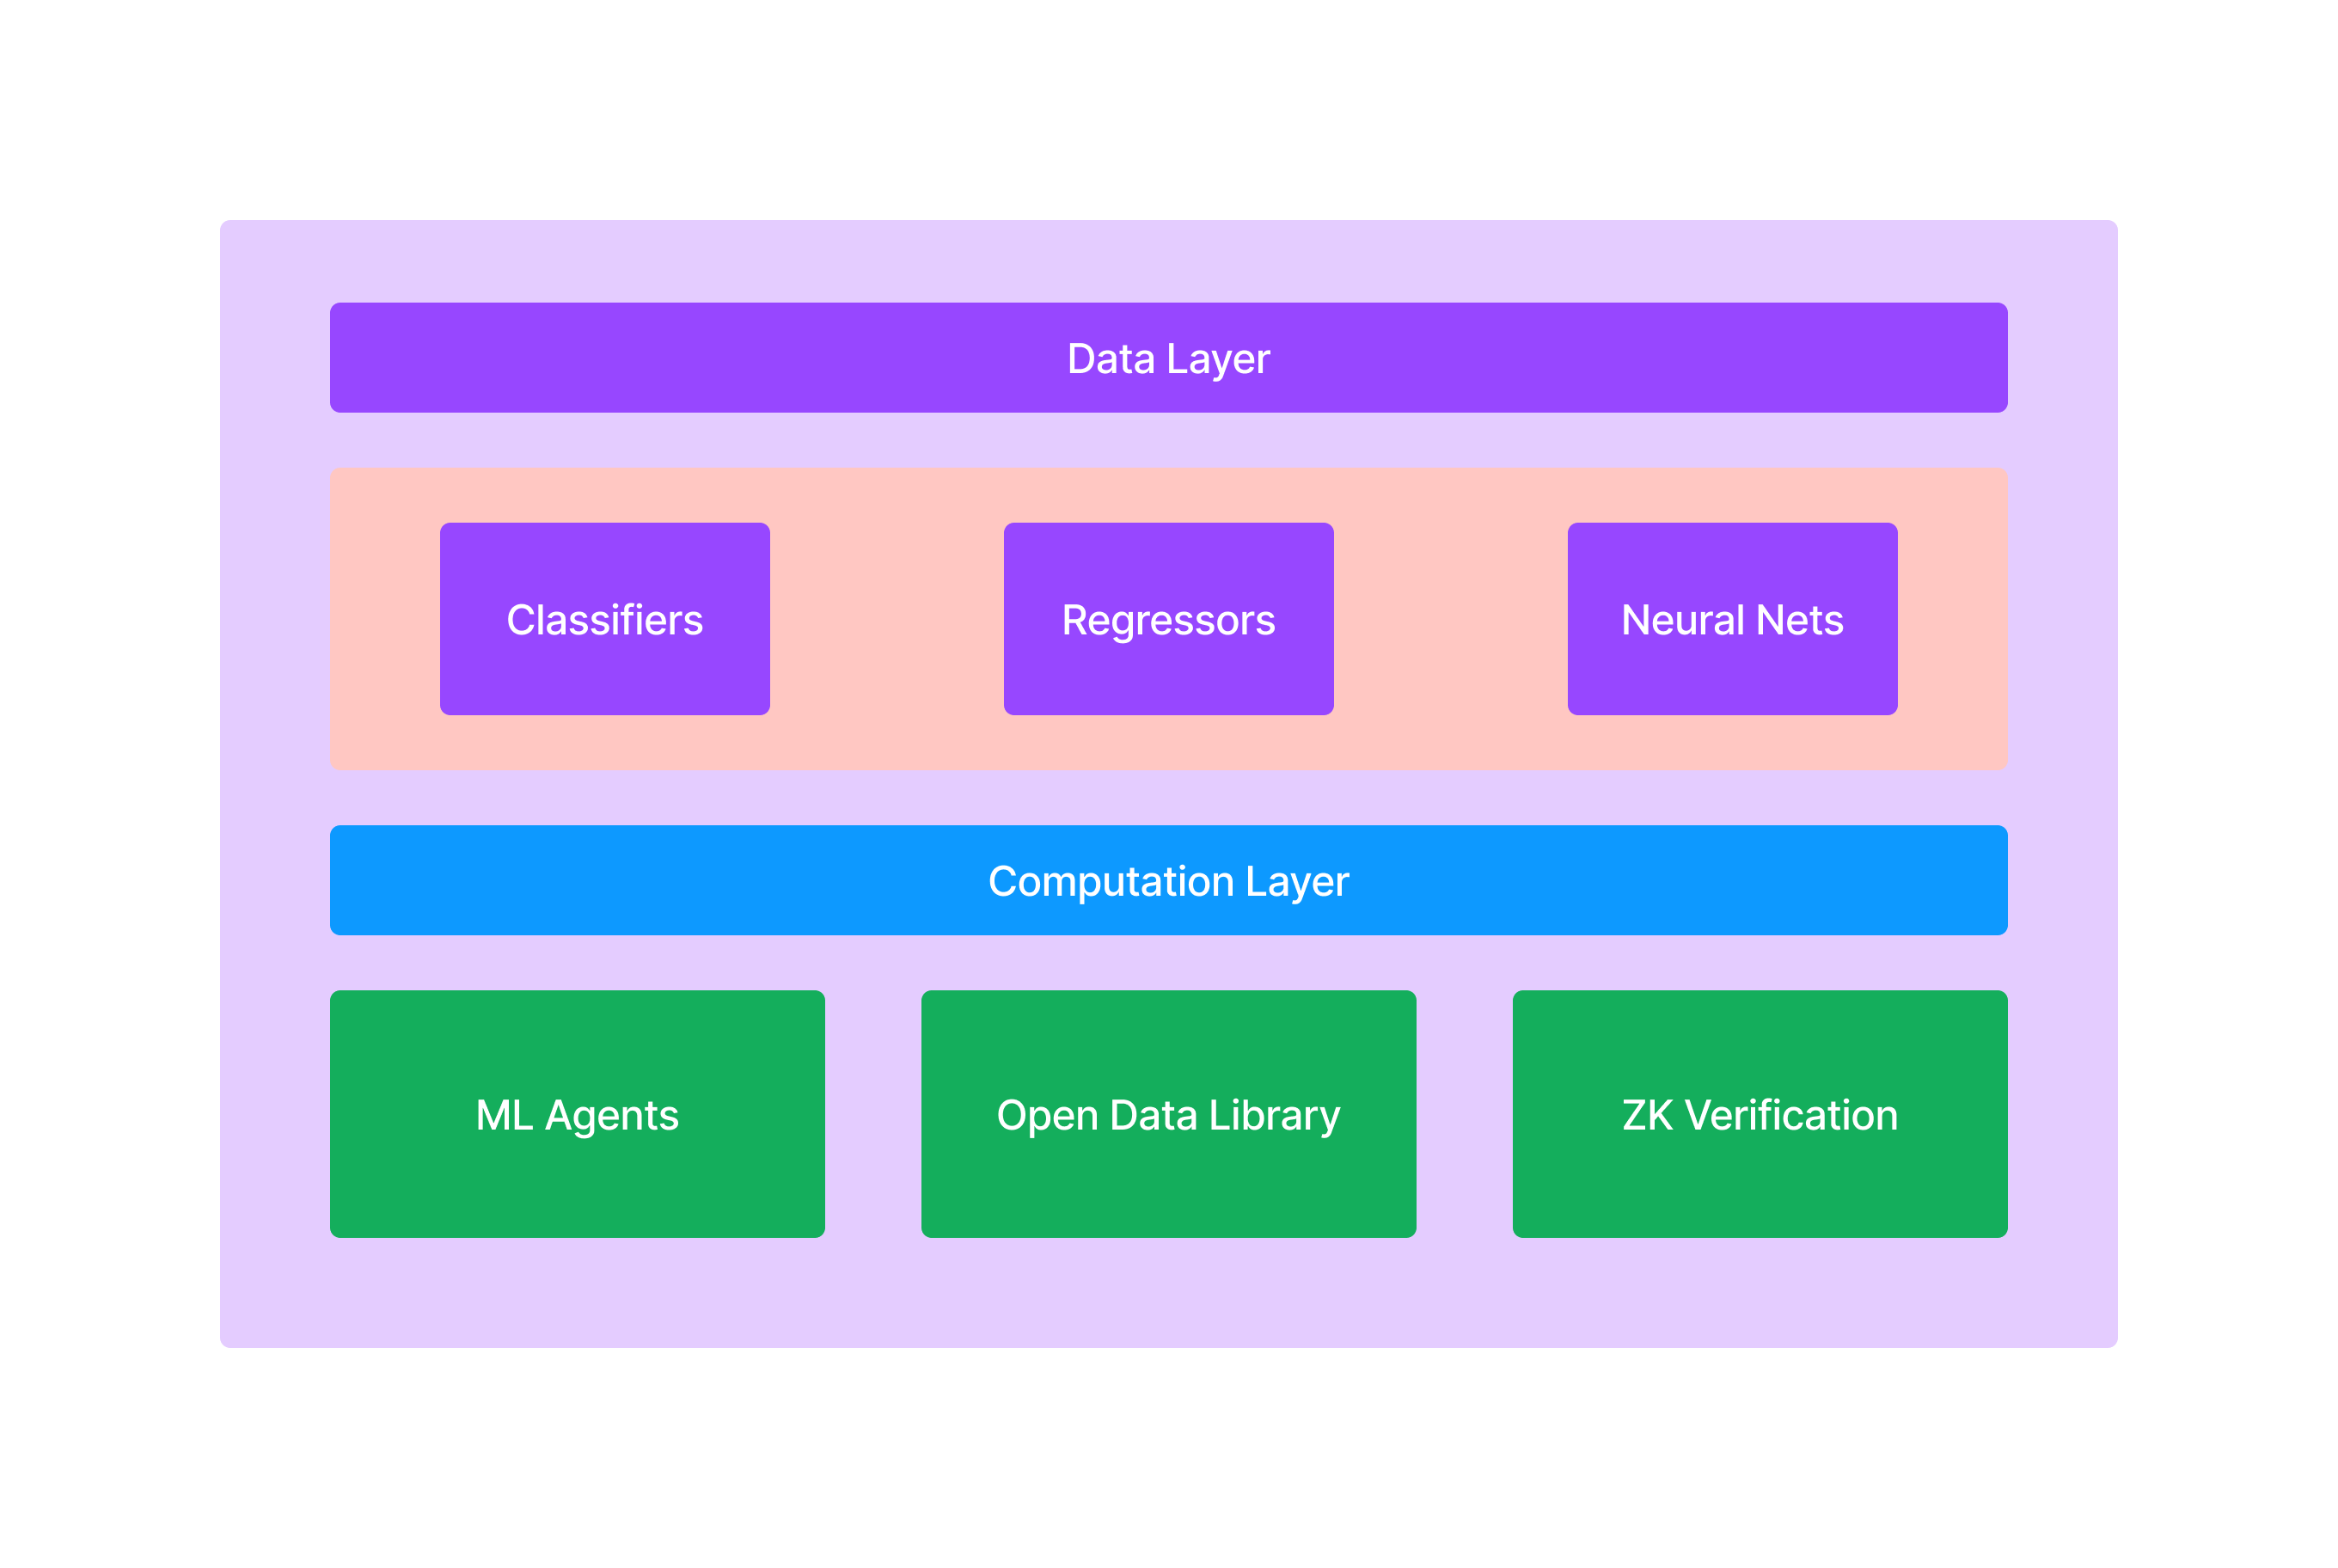 Data Layer
Classifiers
Regressors
Neural Nets
Computation Layer
ML Agents
Open Data Library
ZK Verification